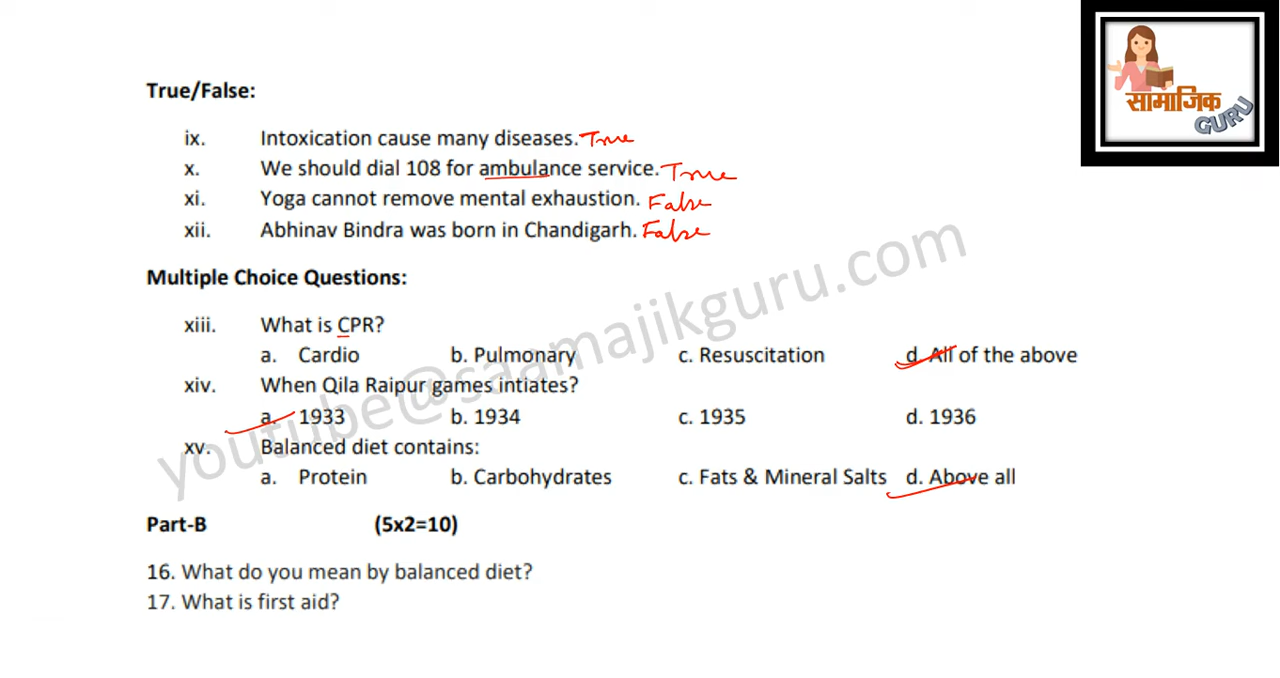 सामाजिक
GURU
True/False:
ix. Intoxication cause many diseases. True
x. We should dial 108 for ambulance service. True
xi. Yoga cannot remove mental exhaustion. False
xii. Abhinav Bindra was born in Chandigarh. False
Multiple Choice Questions:
xiii. What is CPR?
a. Cardio b. Pulmonary c. Resuscitation d. All of the above
xiv. When Qila Raipur games intiates?
a. 1933 b. 1934 c. 1935 d. 1936
xv. Balanced diet contains:
a. Protein b. Carbohydrates c. Fats & Mineral Salts d. Above all
Part-B (5x2=10)
16. What do you mean by balanced diet?
17. What is first aid?
youtube@saamajikguru.com